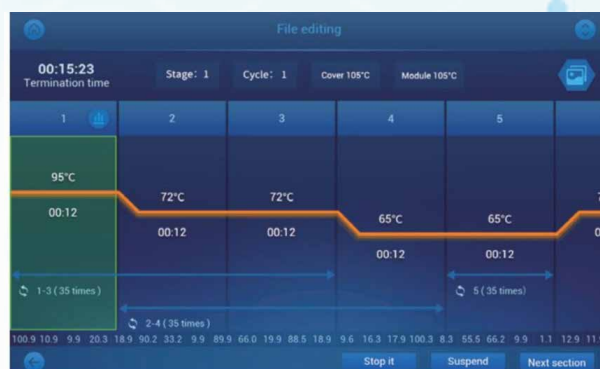 File editing
00:15:23
Termination time
Stage: 1
Cycle: 1
Cover 105°C
Module 105°C
1
2
3
4
5
95°C
72°C
72°C
65°C
65°C
00:12
00:12
00:12
00:12
00:12
1-3 ( 35 times )
5 ( 35 times)
2-4 ( 35 times )
100.9 10.9 9.9 20.3 18.9 90.2 33.2 9.9 89.9 66.0 19.9 88.5 18.9 9.6 16.3 17.9 100.3 8.3 55.5 66.2 9.9 1.1 12.9
Stop it
Suspend
Next section